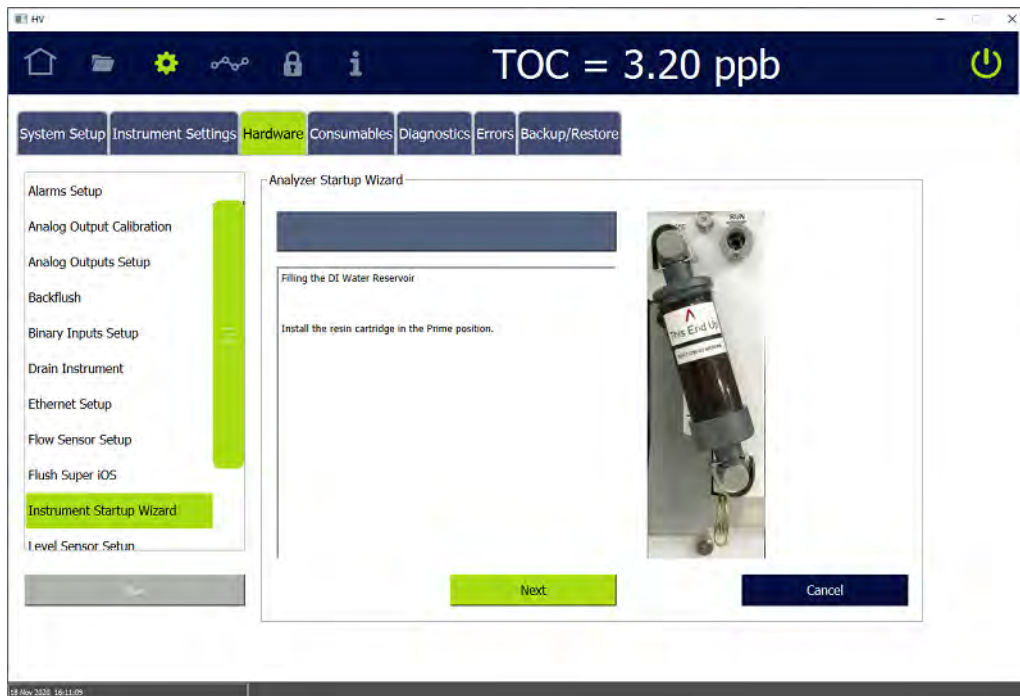 HV
TOC = 3.20 ppb
System Setup Instrument Settings Hardware Consumables Diagnostics Errors Backup/Restore
Alarms Setup
Analog Output Calibration
Analog Outputs Setup
Backflush
Binary Inputs Setup
Drain Instrument
Ethernet Setup
Flow Sensor Setup
Flush Super iOS
Instrument Startup Wizard
Level Sensor Setup
Analyzer Startup Wizard
Filling the DI Water Reservoir
Install the resin cartridge in the Prime position.
RUN
This End Up
Next
Cancel
18 Nov 2020 16:11:09